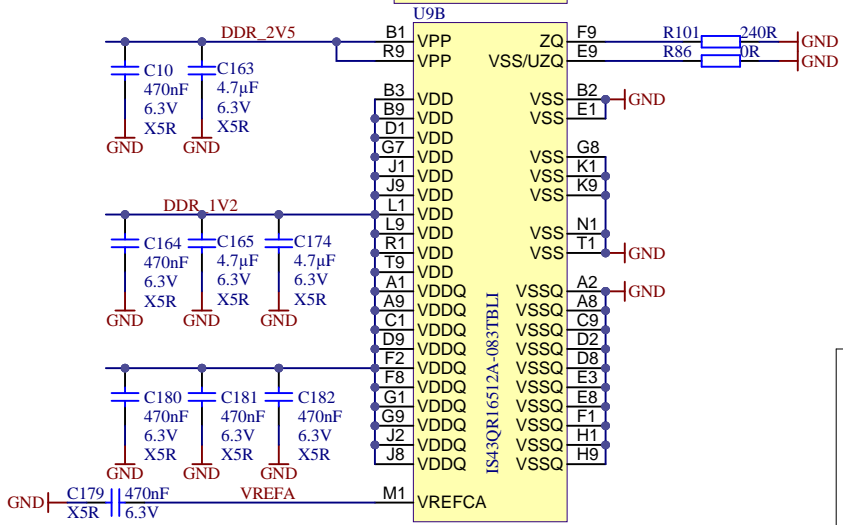 U9B
DDR_2V5 B1 VPP ZQ F9 R101 240R GND
R9 VPP VSS/UZQ E9 R86 0R GND
C10 470nF 6.3V X5R GND
C163 4.7µF 6.3V X5R GND
B3 VDD VSS B2 GND
B9 VDD VSS E1
D1 VDD
G7 VDD VSS G8
J1 VDD VSS K1
J9 VDD VSS K9
DDR_1V2 L1 VDD
L9 VDD VSS N1
R1 VDD VSS T1 GND
T9 VDD
C164 470nF 6.3V X5R GND
C165 4.7µF 6.3V X5R GND
C174 4.7µF 6.3V X5R GND
A1 VDDQ VSSQ A2 GND
A9 VDDQ VSSQ A8
C1 VDDQ VSSQ C9
D9 VDDQ VSSQ D2
F2 VDDQ VSSQ D8
F8 VDDQ VSSQ E3
G1 VDDQ VSSQ E8
G9 VDDQ VSSQ F1
J2 VDDQ VSSQ H1
J8 VDDQ VSSQ H9
IS43QR16512A-083TBLI
C180 470nF 6.3V X5R GND
C181 470nF 6.3V X5R GND
C182 470nF 6.3V X5R GND
GND C179 470nF X5R 6.3V VREFA M1 VREFCA